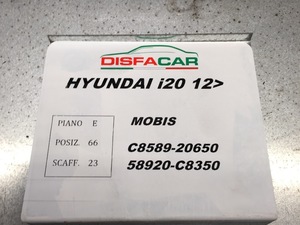 DISFACAR
HYUNDAI i20 12>
PIANO E
POSIZ. 66
SCAFF. 23
MOBIS
C8589-20650
58920-C8350